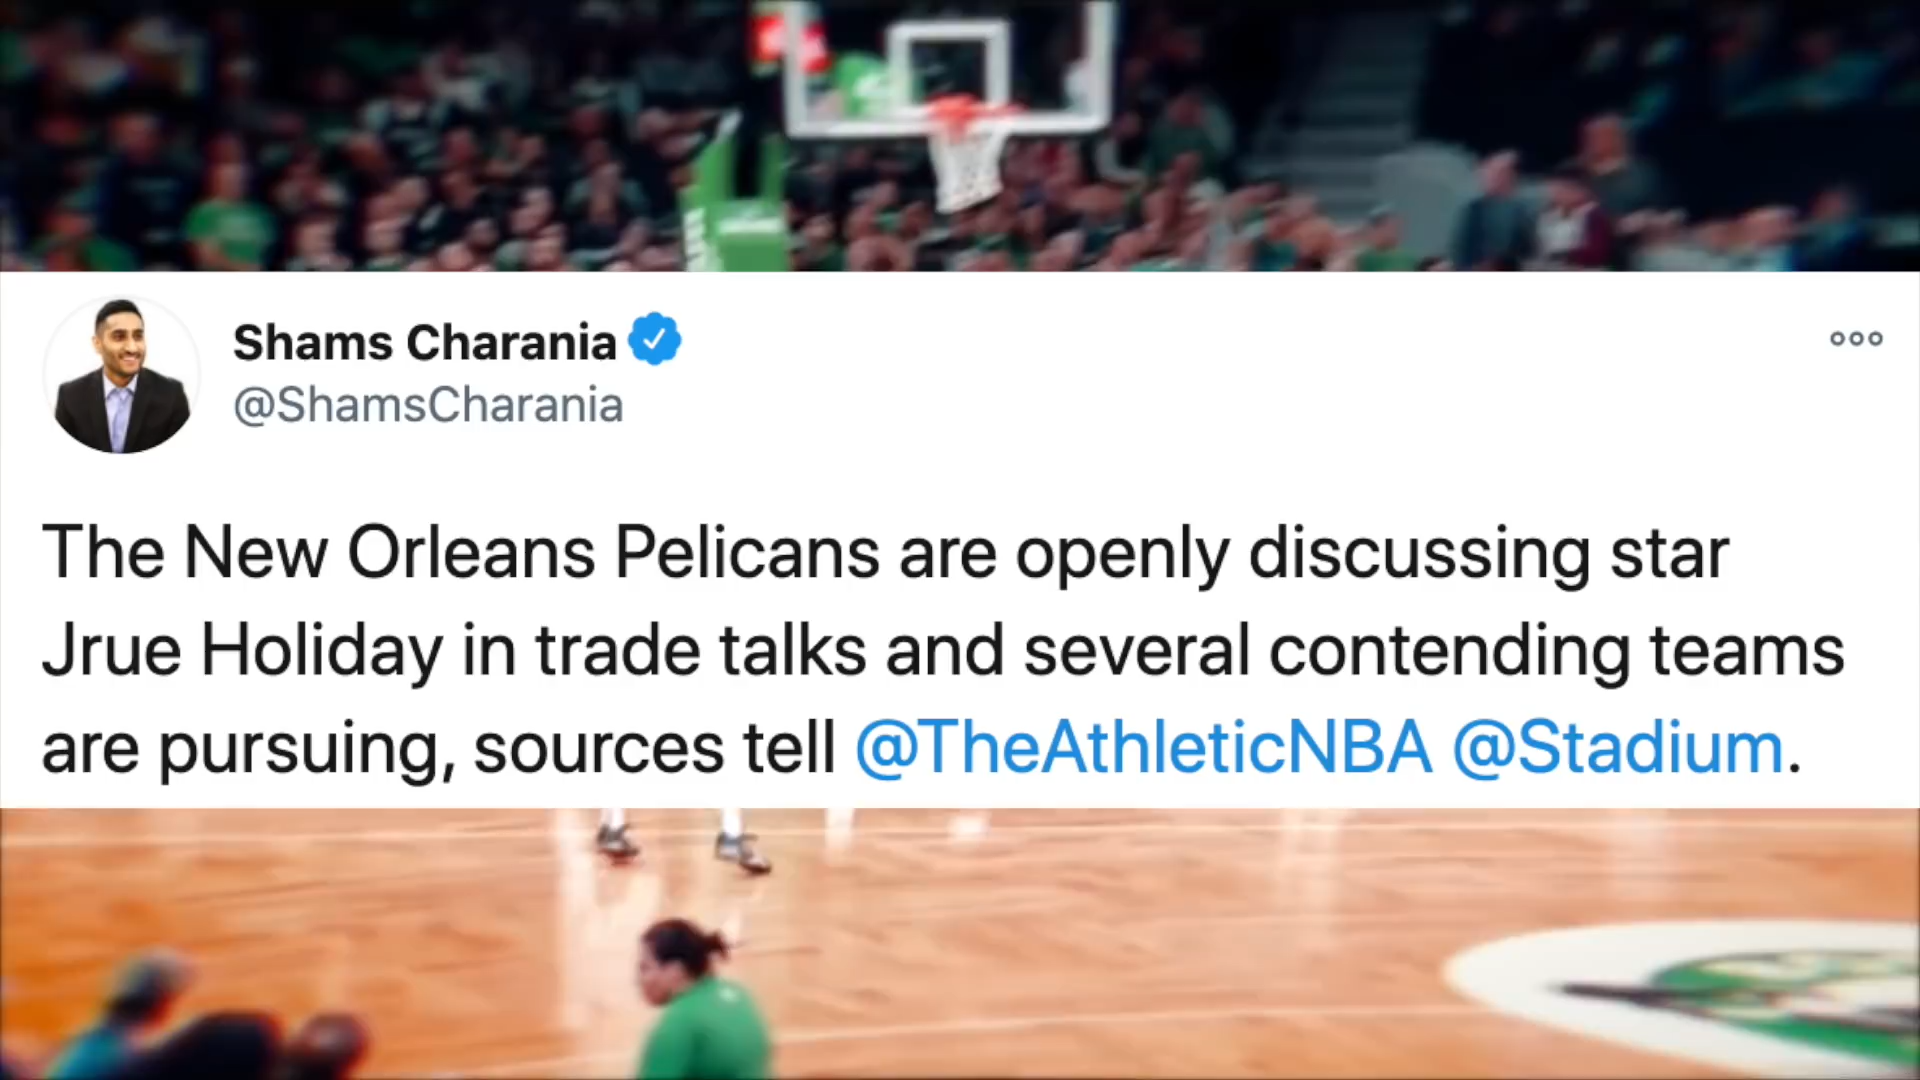 Shams Charania
@ShamsCharania
The New Orleans Pelicans are openly discussing star
Jrue Holiday in trade talks and several contending teams
are pursuing, sources tell @TheAthleticNBA @Stadium.